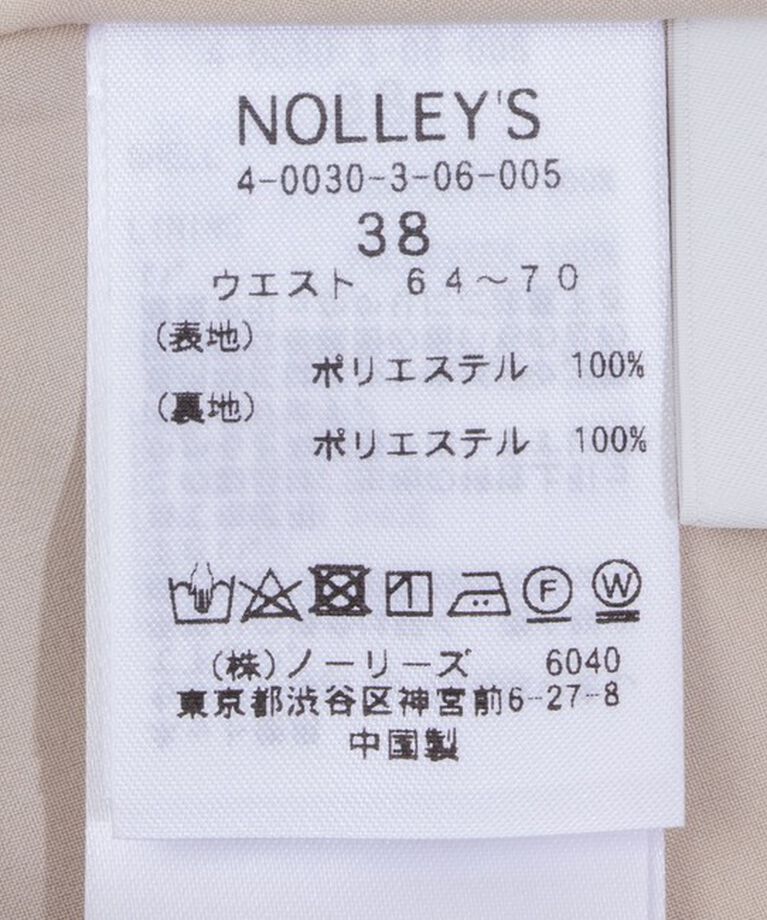 NOLLEY'S
4-0030-3-06-005
38
ウエスト 64～70
(表地)
ポリエステル 100%
(裏地)
ポリエステル 100%
F W
(株)ノーリーズ 6040
東京都渋谷区神宮前6-27-8
中国製